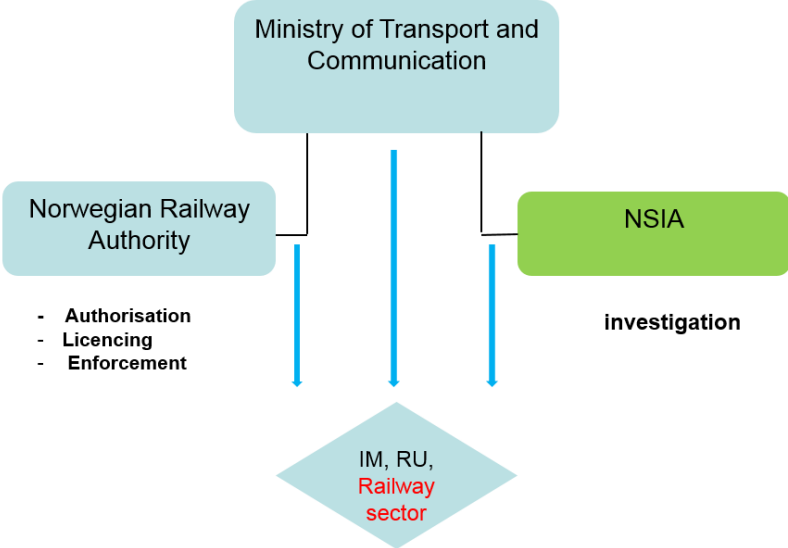 Ministry of Transport and
Communication
Norwegian Railway
Authority
NSIA
- Authorisation
- Licencing
- Enforcement
investigation
IM, RU,
Railway
sector